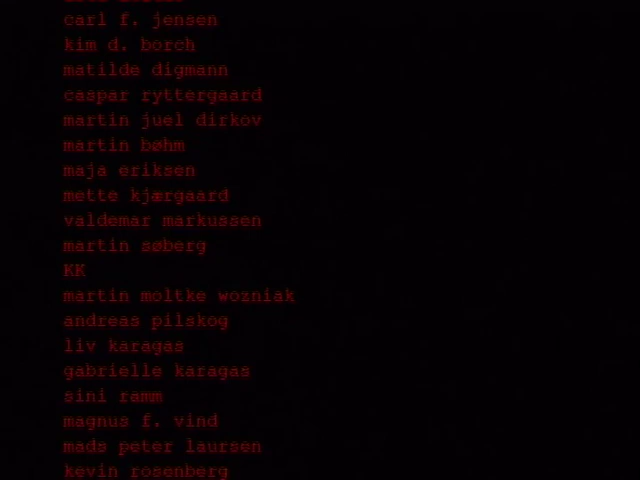 carl f. jensen
kim d. borch
matilde digmann
caspar ryttergaard
martin juel dirkov
martin bøhm
maja eriksen
mette kjærgaard
valdemar markussen
martin søberg
KK
martin moltke wozniak
andreas pilskog
liv karagas
gabrielle karagas
sini ramm
magnus f. vind
mads peter laursen
kevin rosenberg